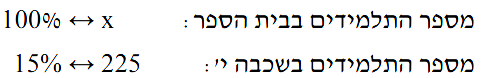 מספר התלמידים בבית הספר : 100% ↔ x
מספר התלמידים בשכבה י' : 15% ↔ 225